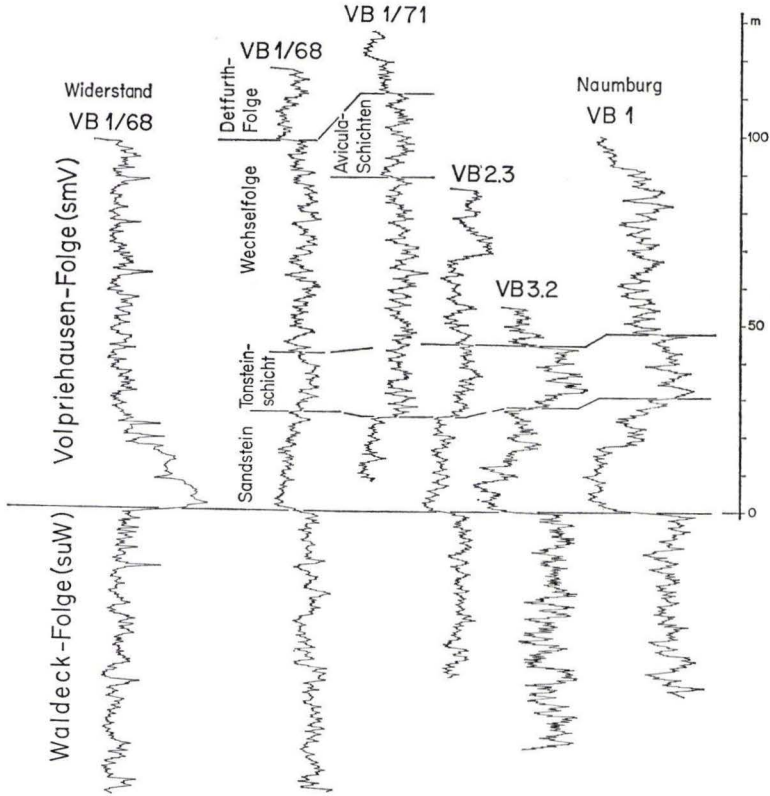 VB 1/71
m
VB 1/68
Widerstand
VB 1/68
Naumburg
VB 1
Detfurth-
Folge
Avicula-
Schichten
100
VB 2.3
Wechselfolge
Volpriehausen-Folge (smV)
VB 3.2
50
Tonstein-
schicht
Sandstein
0
Waldeck-Folge (suW)